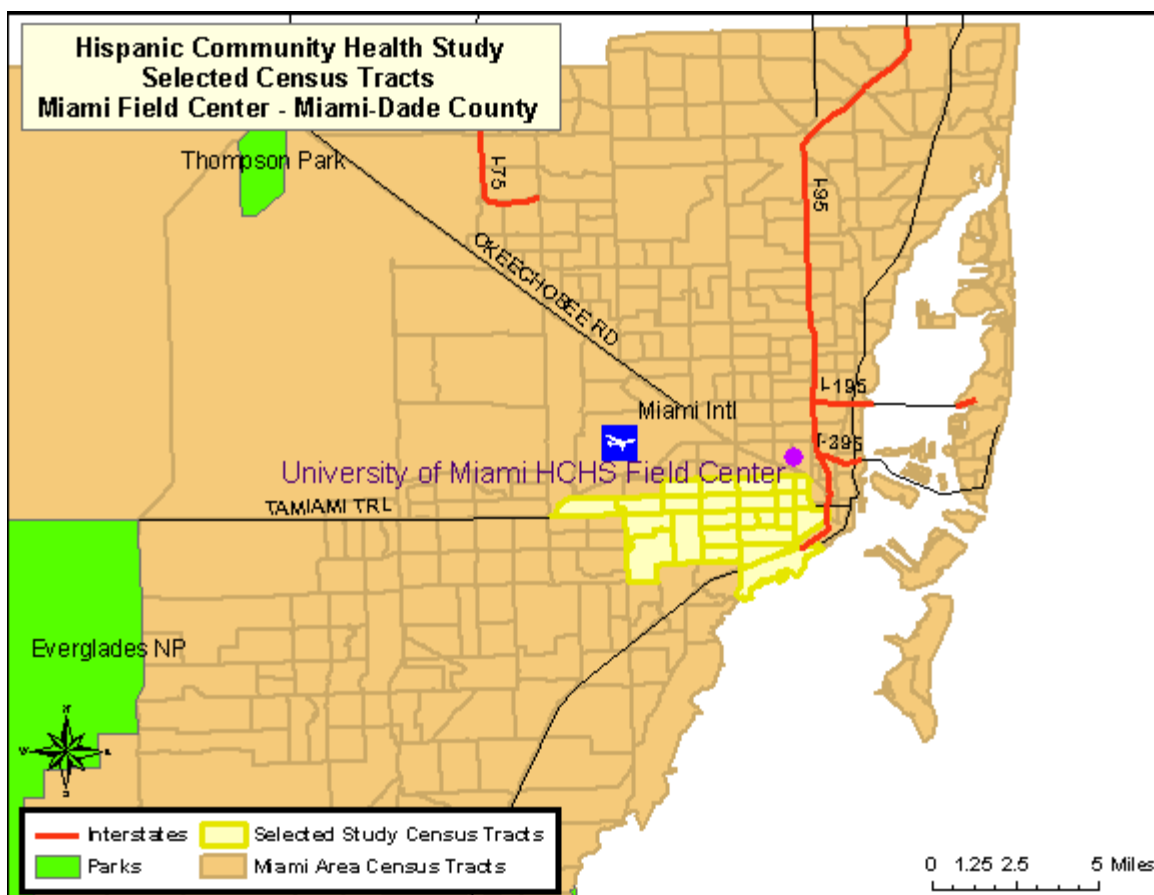 Hispanic Community Health Study
Selected Census Tracts
Miami Field Center - Miami-Dade County
Thompson Park
I-75
I-95
OKEECHOBEE RD
I-195
Miami Intl
I-395
University of Miami HCHS Field Center
TAMIAMI TRL
Everglades NP
N
W
E
S
Interstates
Selected Study Census Tracts
Parks
Miami Area Census Tracts
0 1.25 2.5 5 Miles